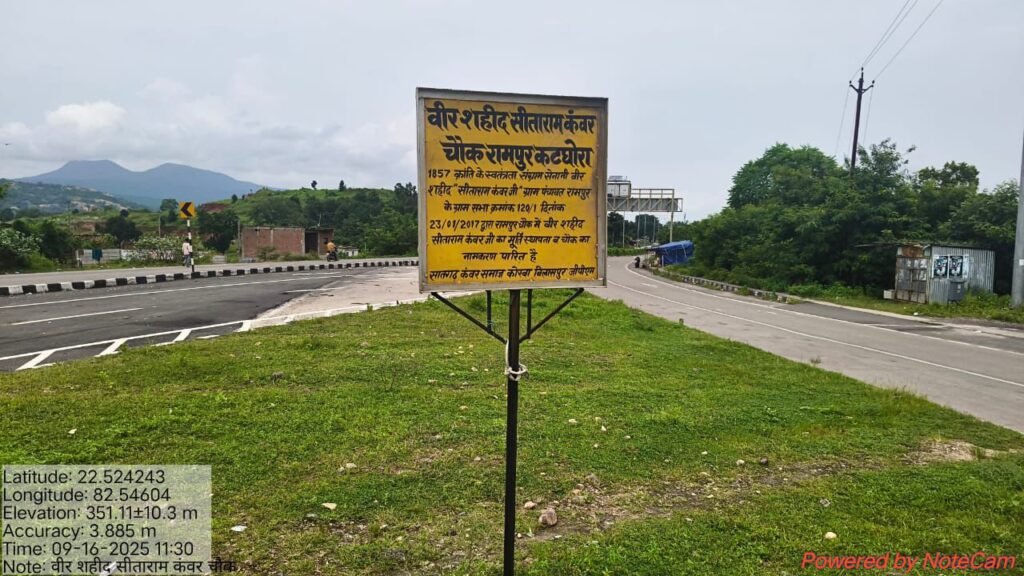 वीर शहीद सीताराम कंवर
चौक रामपुर कटघोरा
1857 क्रांति के स्वतंत्रता संग्राम सेनानी वीर
शहीद "सीताराम कंवर जी" ग्राम पंचायत रामपुर
के ग्राम सभा क्रमांक 120/1 दिनांक
23/01/2017 द्वारा रामपुर चौक में वीर शहीद
सीताराम कंवर जी का मूर्ति स्थापना व चौक का
नामकरण पारित है
सातगढ़ कंवर समाज कोरबा बिलासपुर जीपीएम
Latitude: 22.524243
Longitude: 82.54604
Elevation: 351.11±10.3 m
Accuracy: 3.885 m
Time: 09-16-2025 11:30
Note: वीर शहीद सीताराम कंवर चौक
Powered by NoteCam